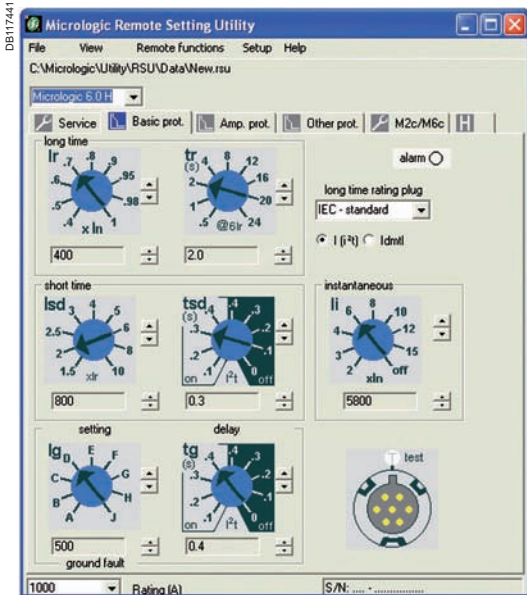 DB117441
Micrologic Remote Setting Utility
File View Remote functions Setup Help
C:\Micrologic\Utility\RSU\Data\New.rsu
Micrologic 6.0 H
Service Basic prot. Amp. prot. Other prot. M2c/M6c H
long time
Ir
.4 .5 .6 .7 .8 .9 .95 .98 1
x In
400
tr
(s)
.5 1 2 4 8 12 16 20 24
@6Ir
2.0
alarm
long time rating plug
IEC - standard
I (i²t) Idmtl
short time
Isd
1.5 2 2.5 3 4 5 6 8 10
xIr
800
tsd
(s)
.1 .2 .3 .4 .4 .3 .2 .1 0
on I²t off
0.3
instantaneous
Ii
2 3 4 6 8 10 12 15 off
xIn
5800
setting delay
Ig
A B C D E F G H J
500
tg
(s)
.1 .2 .3 .4 .4 .3 .2 .1 0
on I²t off
0.4
ground fault
T test
1000 Rating (A) S/N: .... - ...............